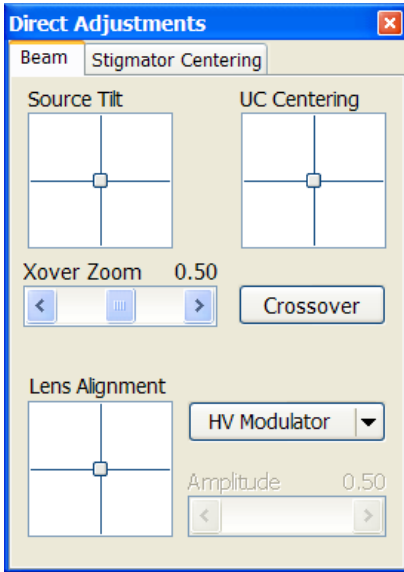 Direct Adjustments
Beam Stigmator Centering
Source Tilt UC Centering
Xover Zoom 0.50
Crossover
Lens Alignment
HV Modulator
Amplitude 0.50